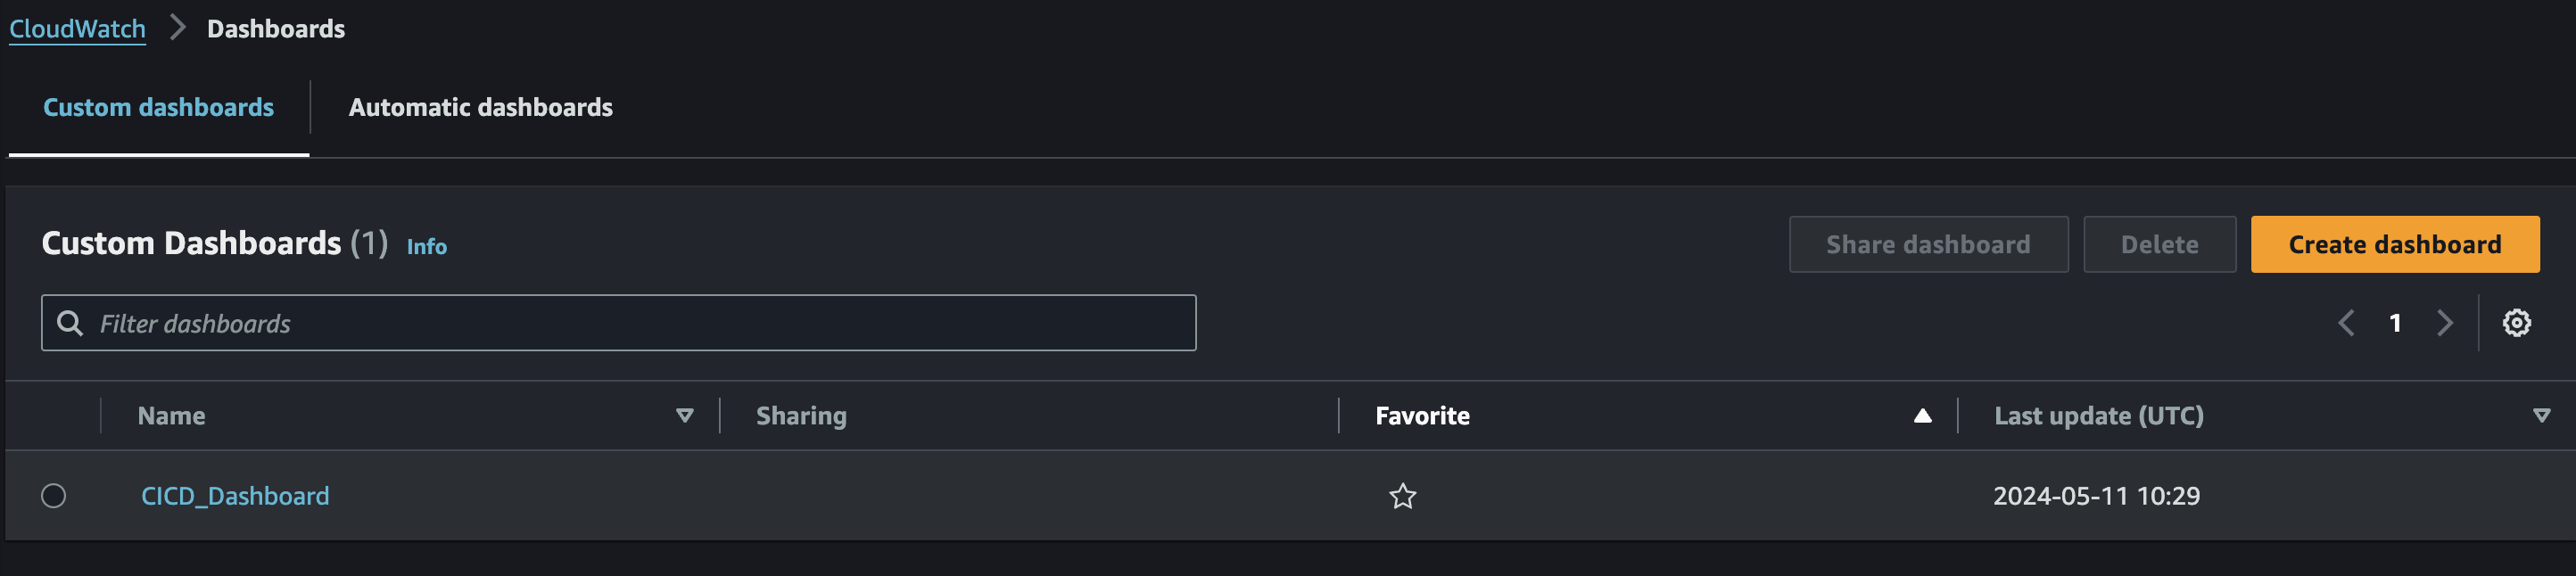 CloudWatch > Dashboards
Custom dashboards Automatic dashboards
Custom Dashboards (1) Info Share dashboard Delete Create dashboard
Filter dashboards 1
Name Sharing Favorite Last update (UTC)
CICD_Dashboard 2024-05-11 10:29